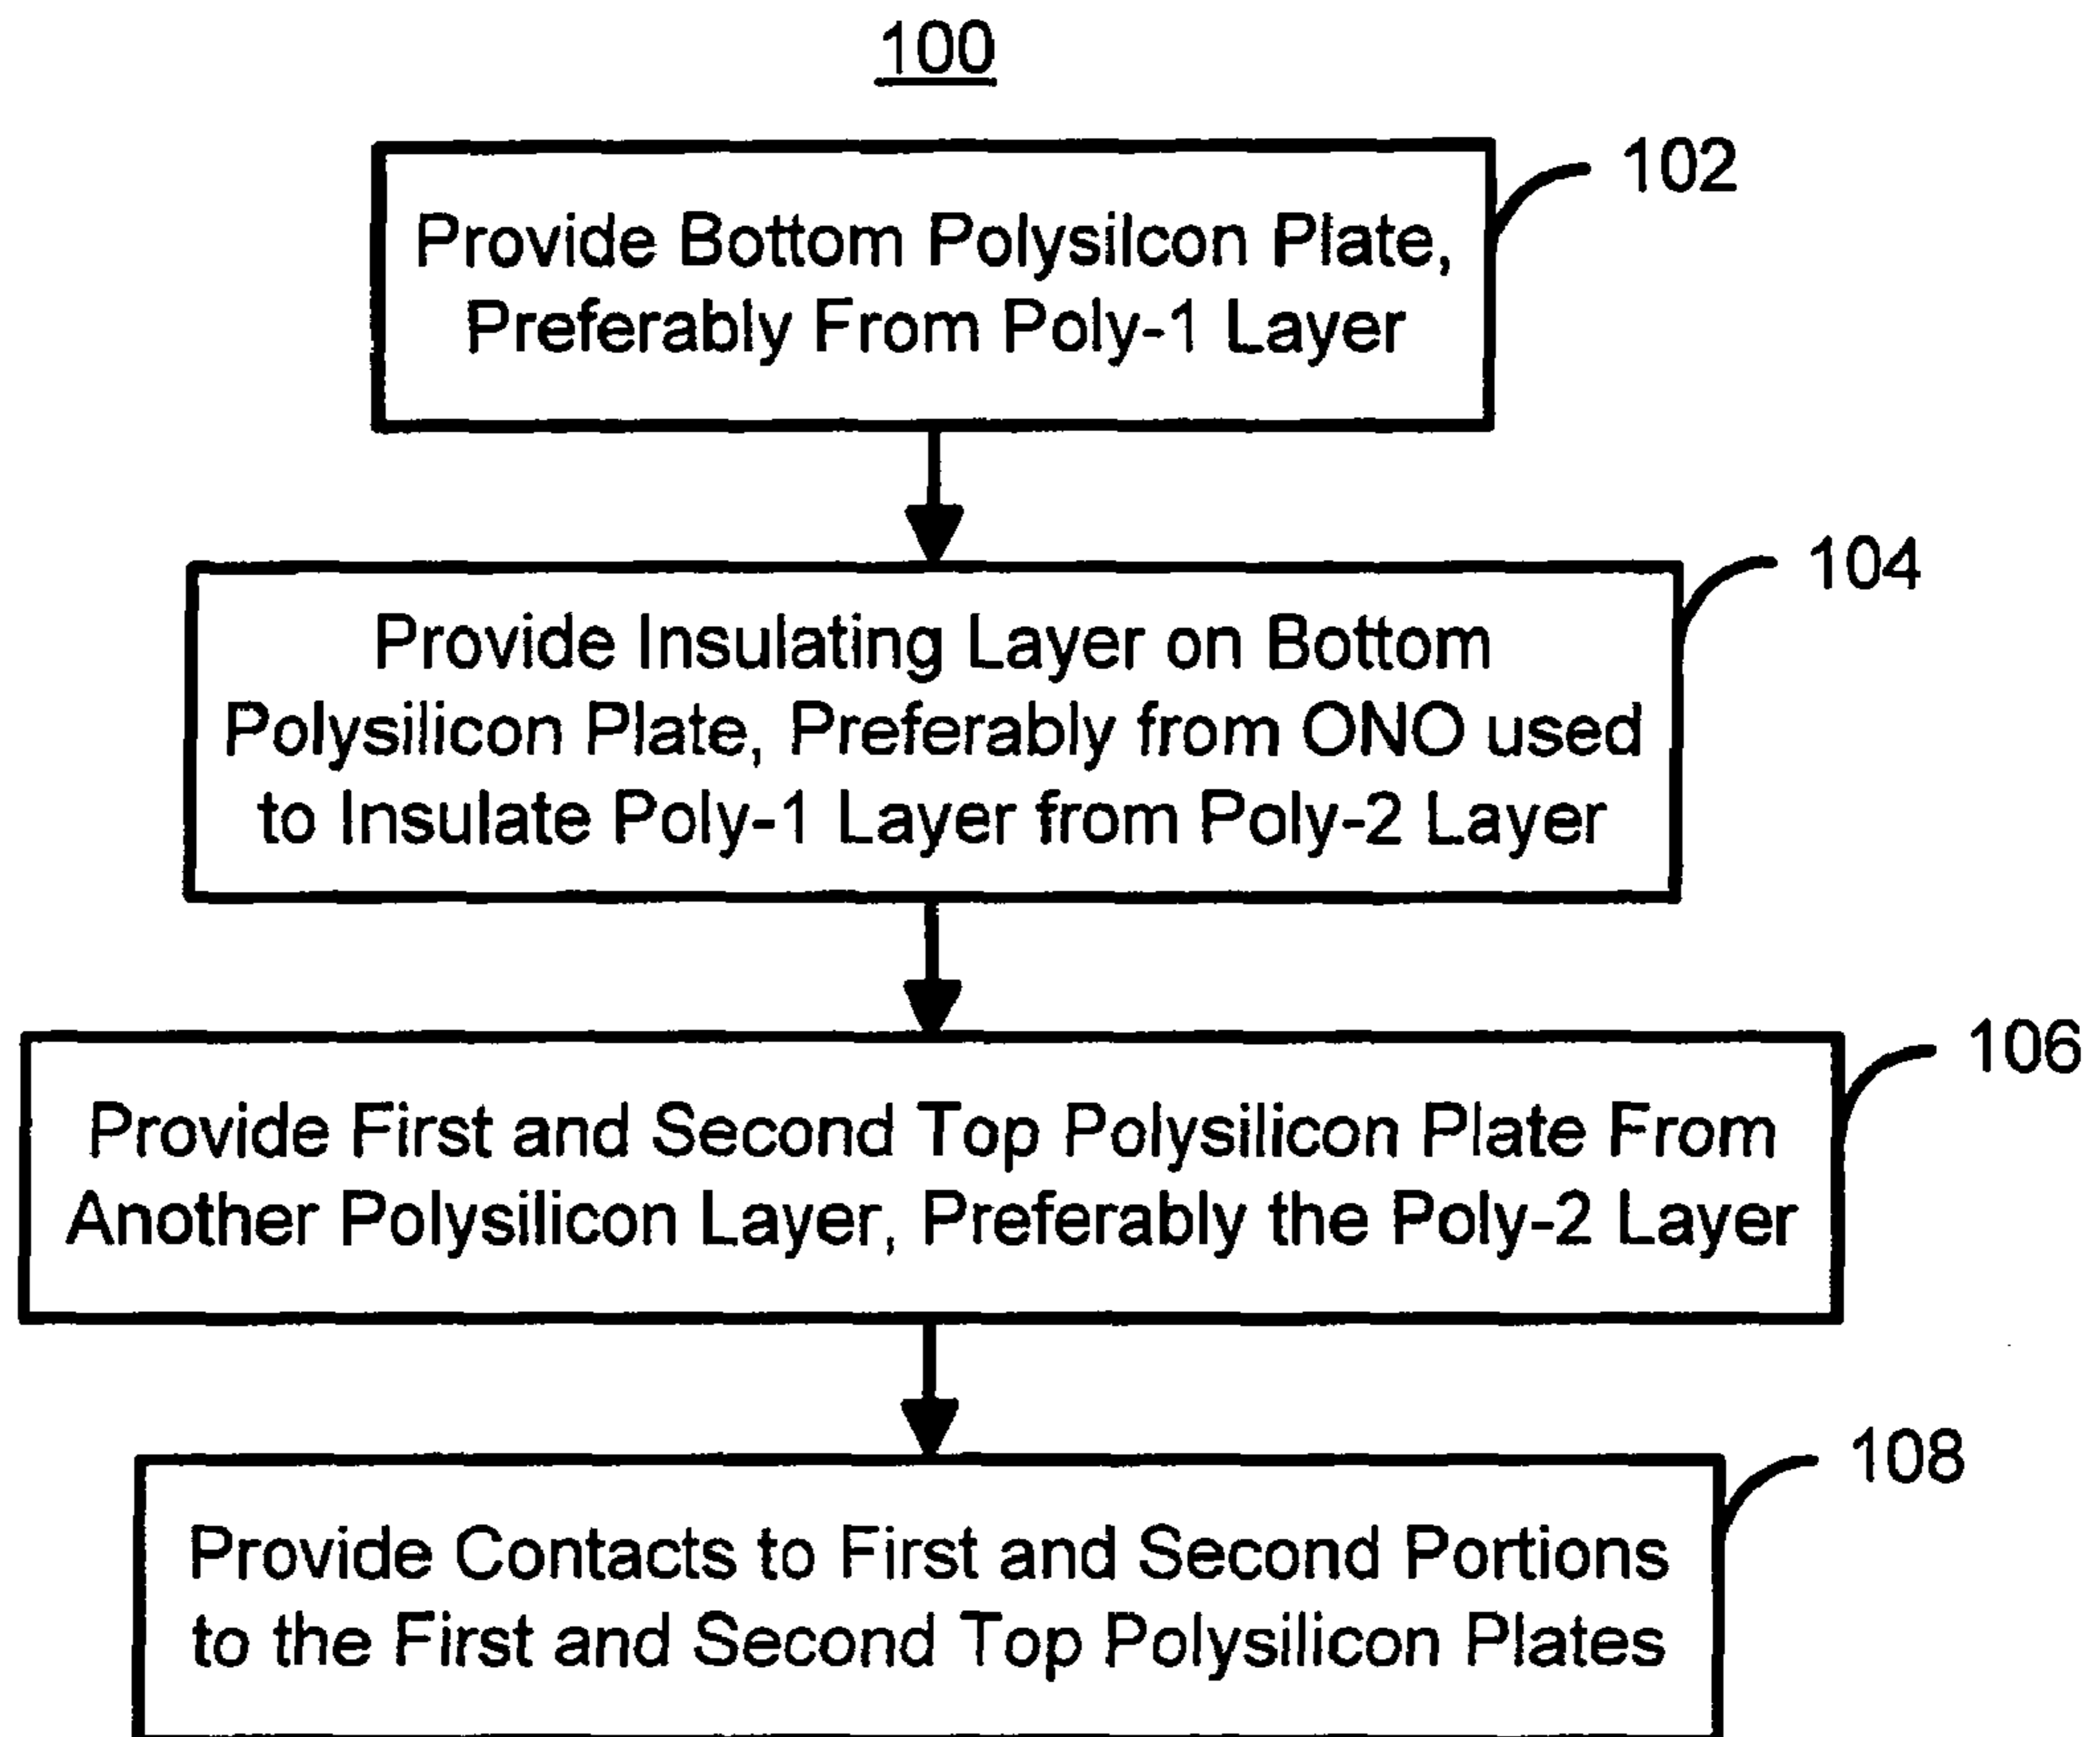 100
102
Provide Bottom Polysilcon Plate,
Preferably From Poly-1 Layer
104
Provide Insulating Layer on Bottom
Polysilicon Plate, Preferably from ONO used
to Insulate Poly-1 Layer from Poly-2 Layer
106
Provide First and Second Top Polysilicon Plate From
Another Polysilicon Layer, Preferably the Poly-2 Layer
108
Provide Contacts to First and Second Portions
to the First and Second Top Polysilicon Plates